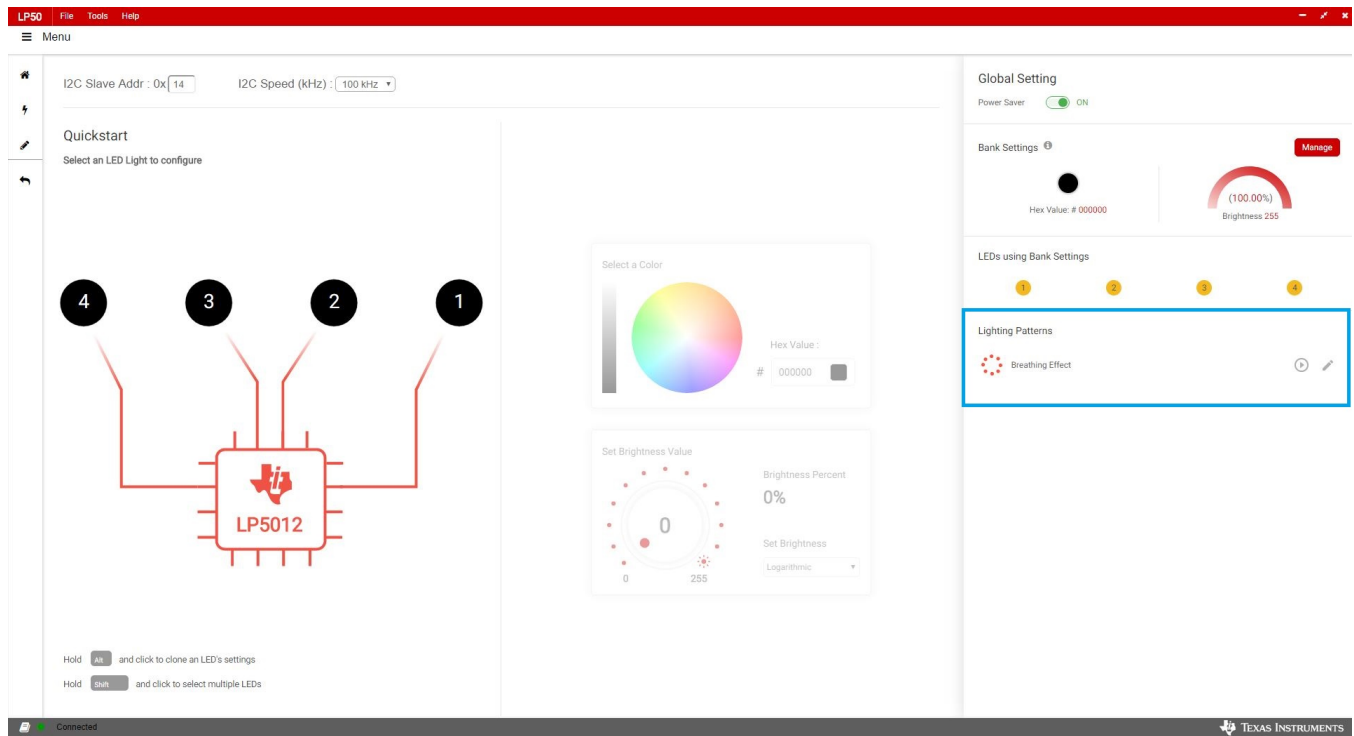 LP50 File Tools Help
Menu
I2C Slave Addr : 0x 14 I2C Speed (kHz) : 100 kHz
Quickstart
Select an LED Light to configure
4 3 2 1
LP5012
Hold Alt and click to clone an LED's settings
Hold Shift and click to select multiple LEDs
Select a Color
Hex Value :
# 000000
Set Brightness Value
0
0 255
Brightness Percent
0%
Set Brightness
Logarithmic
Global Setting
Power Saver ON
Bank Settings Manage
Hex Value: # 000000
(100.00%)
Brightness 255
LEDs using Bank Settings
1 2 3 4
Lighting Patterns
Breathing Effect
Connected
TEXAS INSTRUMENTS